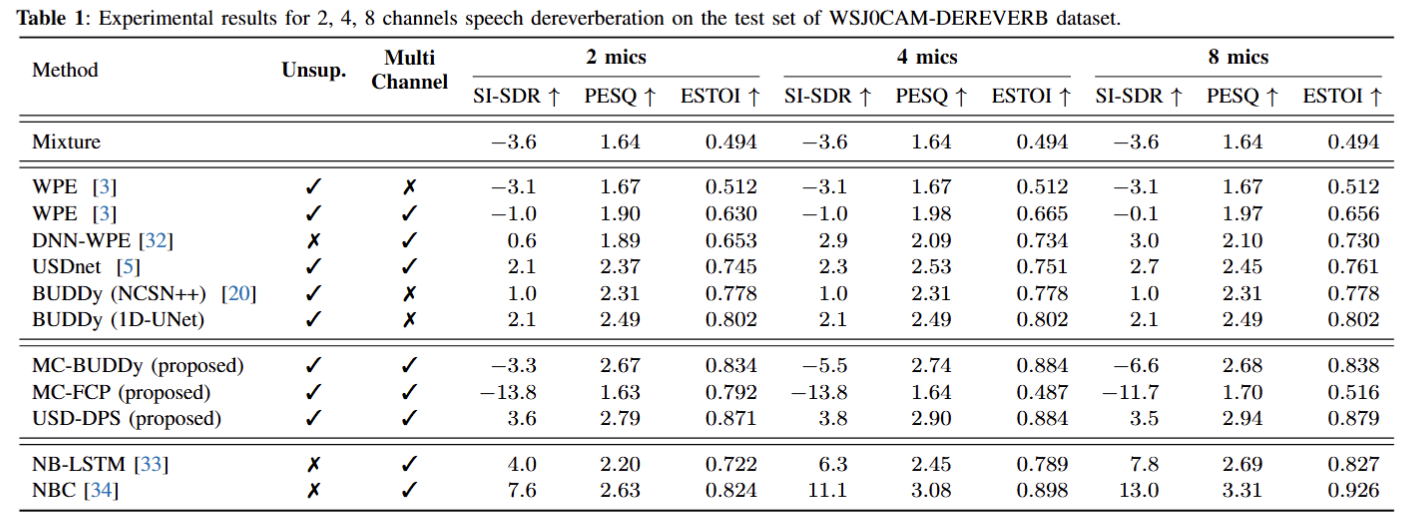 Table 1: Experimental results for 2, 4, 8 channels speech dereverberation on the test set of WSJ0CAM-DEREVERB dataset.
Method Unsup. Multi Channel 2 mics 4 mics 8 mics
SI-SDR ↑ PESQ ↑ ESTOI ↑ SI-SDR ↑ PESQ ↑ ESTOI ↑ SI-SDR ↑ PESQ ↑ ESTOI ↑
Mixture −3.6 1.64 0.494 −3.6 1.64 0.494 −3.6 1.64 0.494
WPE [3] ✓ ✗ −3.1 1.67 0.512 −3.1 1.67 0.512 −3.1 1.67 0.512
WPE [3] ✓ ✓ −1.0 1.90 0.630 −1.0 1.98 0.665 −0.1 1.97 0.656
DNN-WPE [32] ✗ ✓ 0.6 1.89 0.653 2.9 2.09 0.734 3.0 2.10 0.730
USDnet [5] ✓ ✓ 2.1 2.37 0.745 2.3 2.53 0.751 2.7 2.45 0.761
BUDDy (NCSN++) [20] ✓ ✗ 1.0 2.31 0.778 1.0 2.31 0.778 1.0 2.31 0.778
BUDDy (1D-UNet) ✓ ✗ 2.1 2.49 0.802 2.1 2.49 0.802 2.1 2.49 0.802
MC-BUDDy (proposed) ✓ ✓ −3.3 2.67 0.834 −5.5 2.74 0.884 −6.6 2.68 0.838
MC-FCP (proposed) ✓ ✓ −13.8 1.63 0.792 −13.8 1.64 0.487 −11.7 1.70 0.516
USD-DPS (proposed) ✓ ✓ 3.6 2.79 0.871 3.8 2.90 0.884 3.5 2.94 0.879
NB-LSTM [33] ✗ ✓ 4.0 2.20 0.722 6.3 2.45 0.789 7.8 2.69 0.827
NBC [34] ✗ ✓ 7.6 2.63 0.824 11.1 3.08 0.898 13.0 3.31 0.926